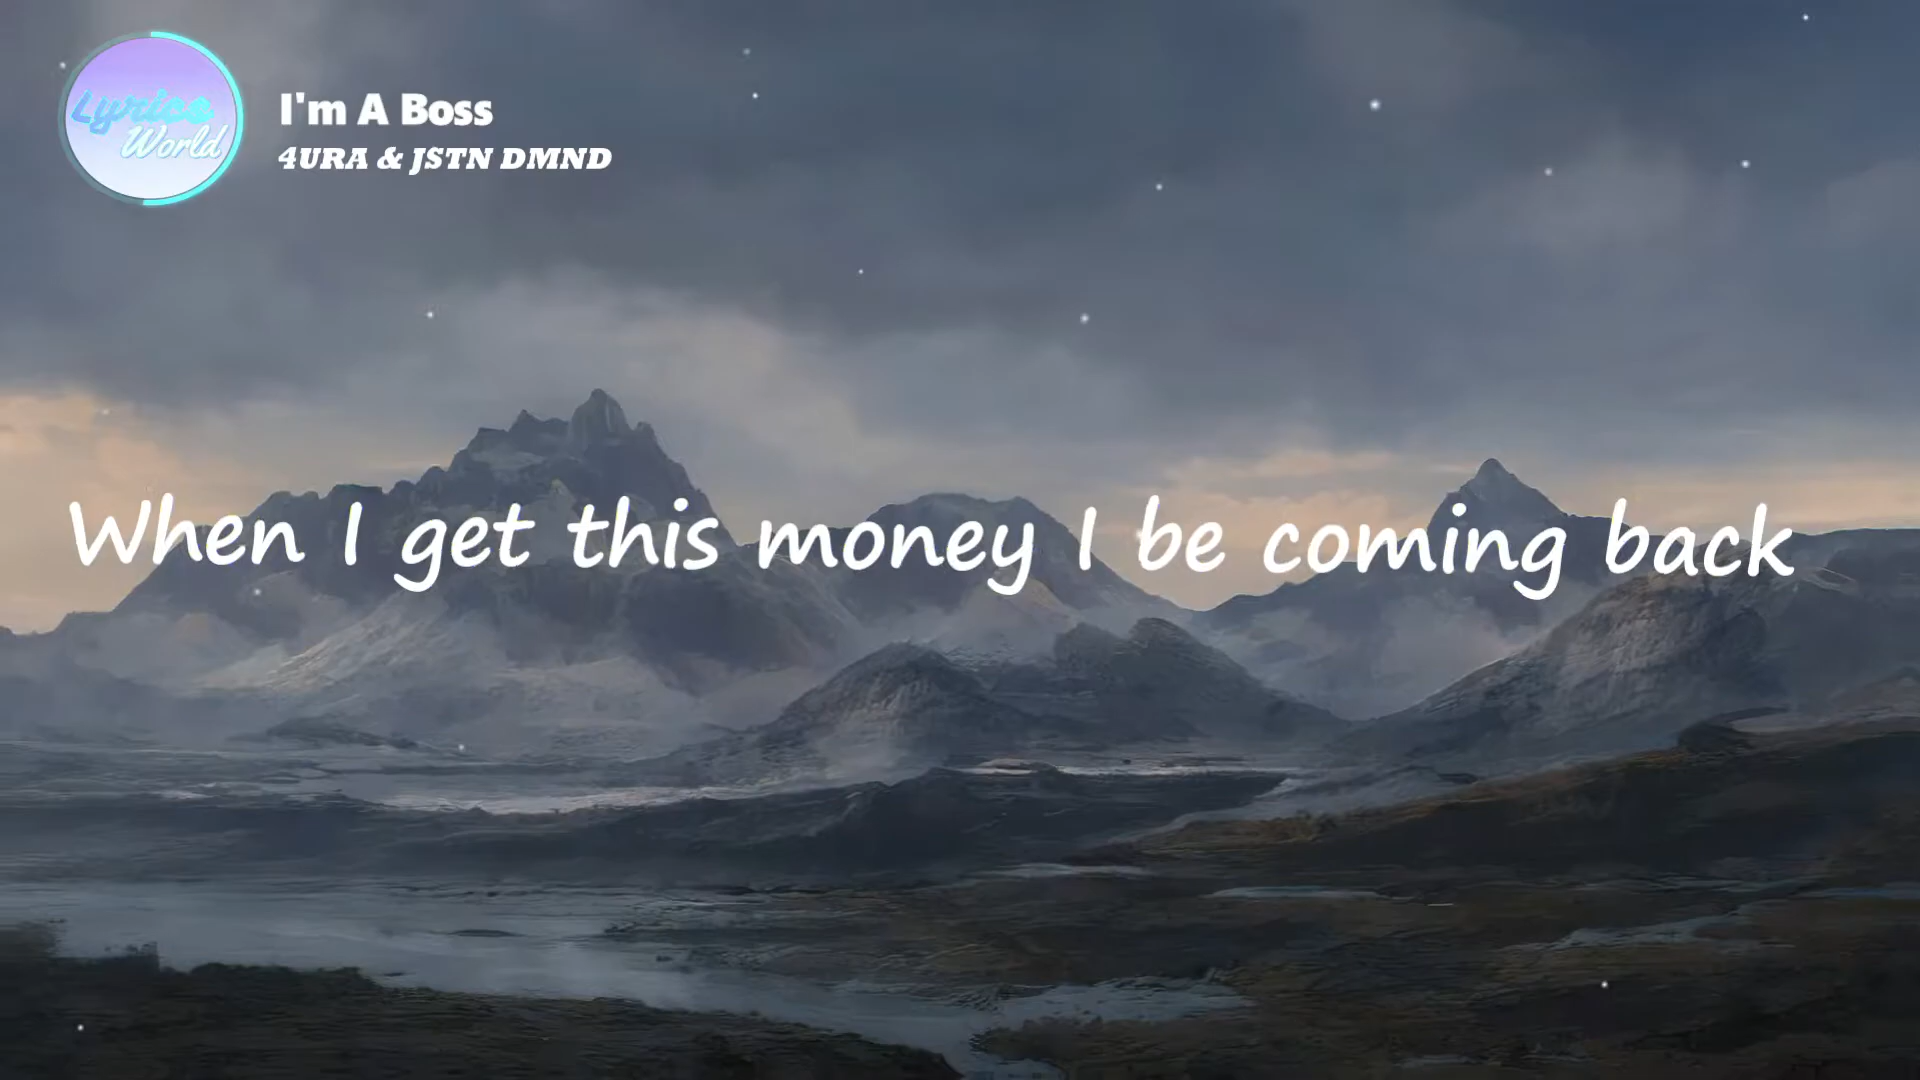 Lyrics
World
I'm A Boss
4URA & JSTN DMND
When I get this money I be coming back